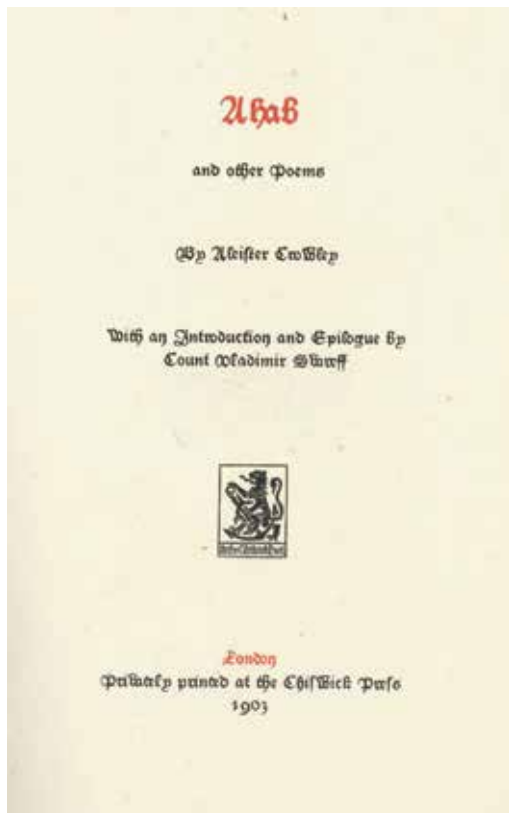 Ahab
and other Poems
By Aleister Crowley
With an Introduction and Epilogue by
Count Vladimir Svareff
London
Privately printed at the Chiswick Press
1903